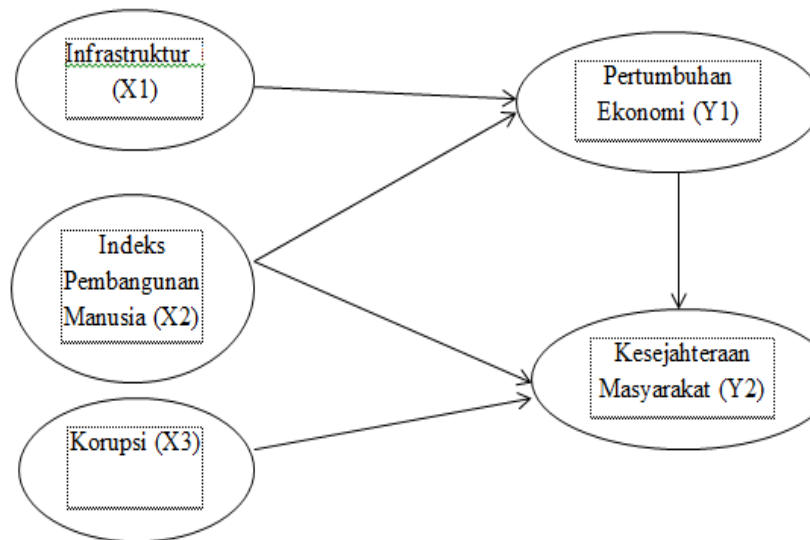 Infrastruktur
(X1)
Indeks
Pembangunan
Manusia (X2)
Korupsi (X3)
Pertumbuhan
Ekonomi (Y1)
Kesejahteraan
Masyarakat (Y2)